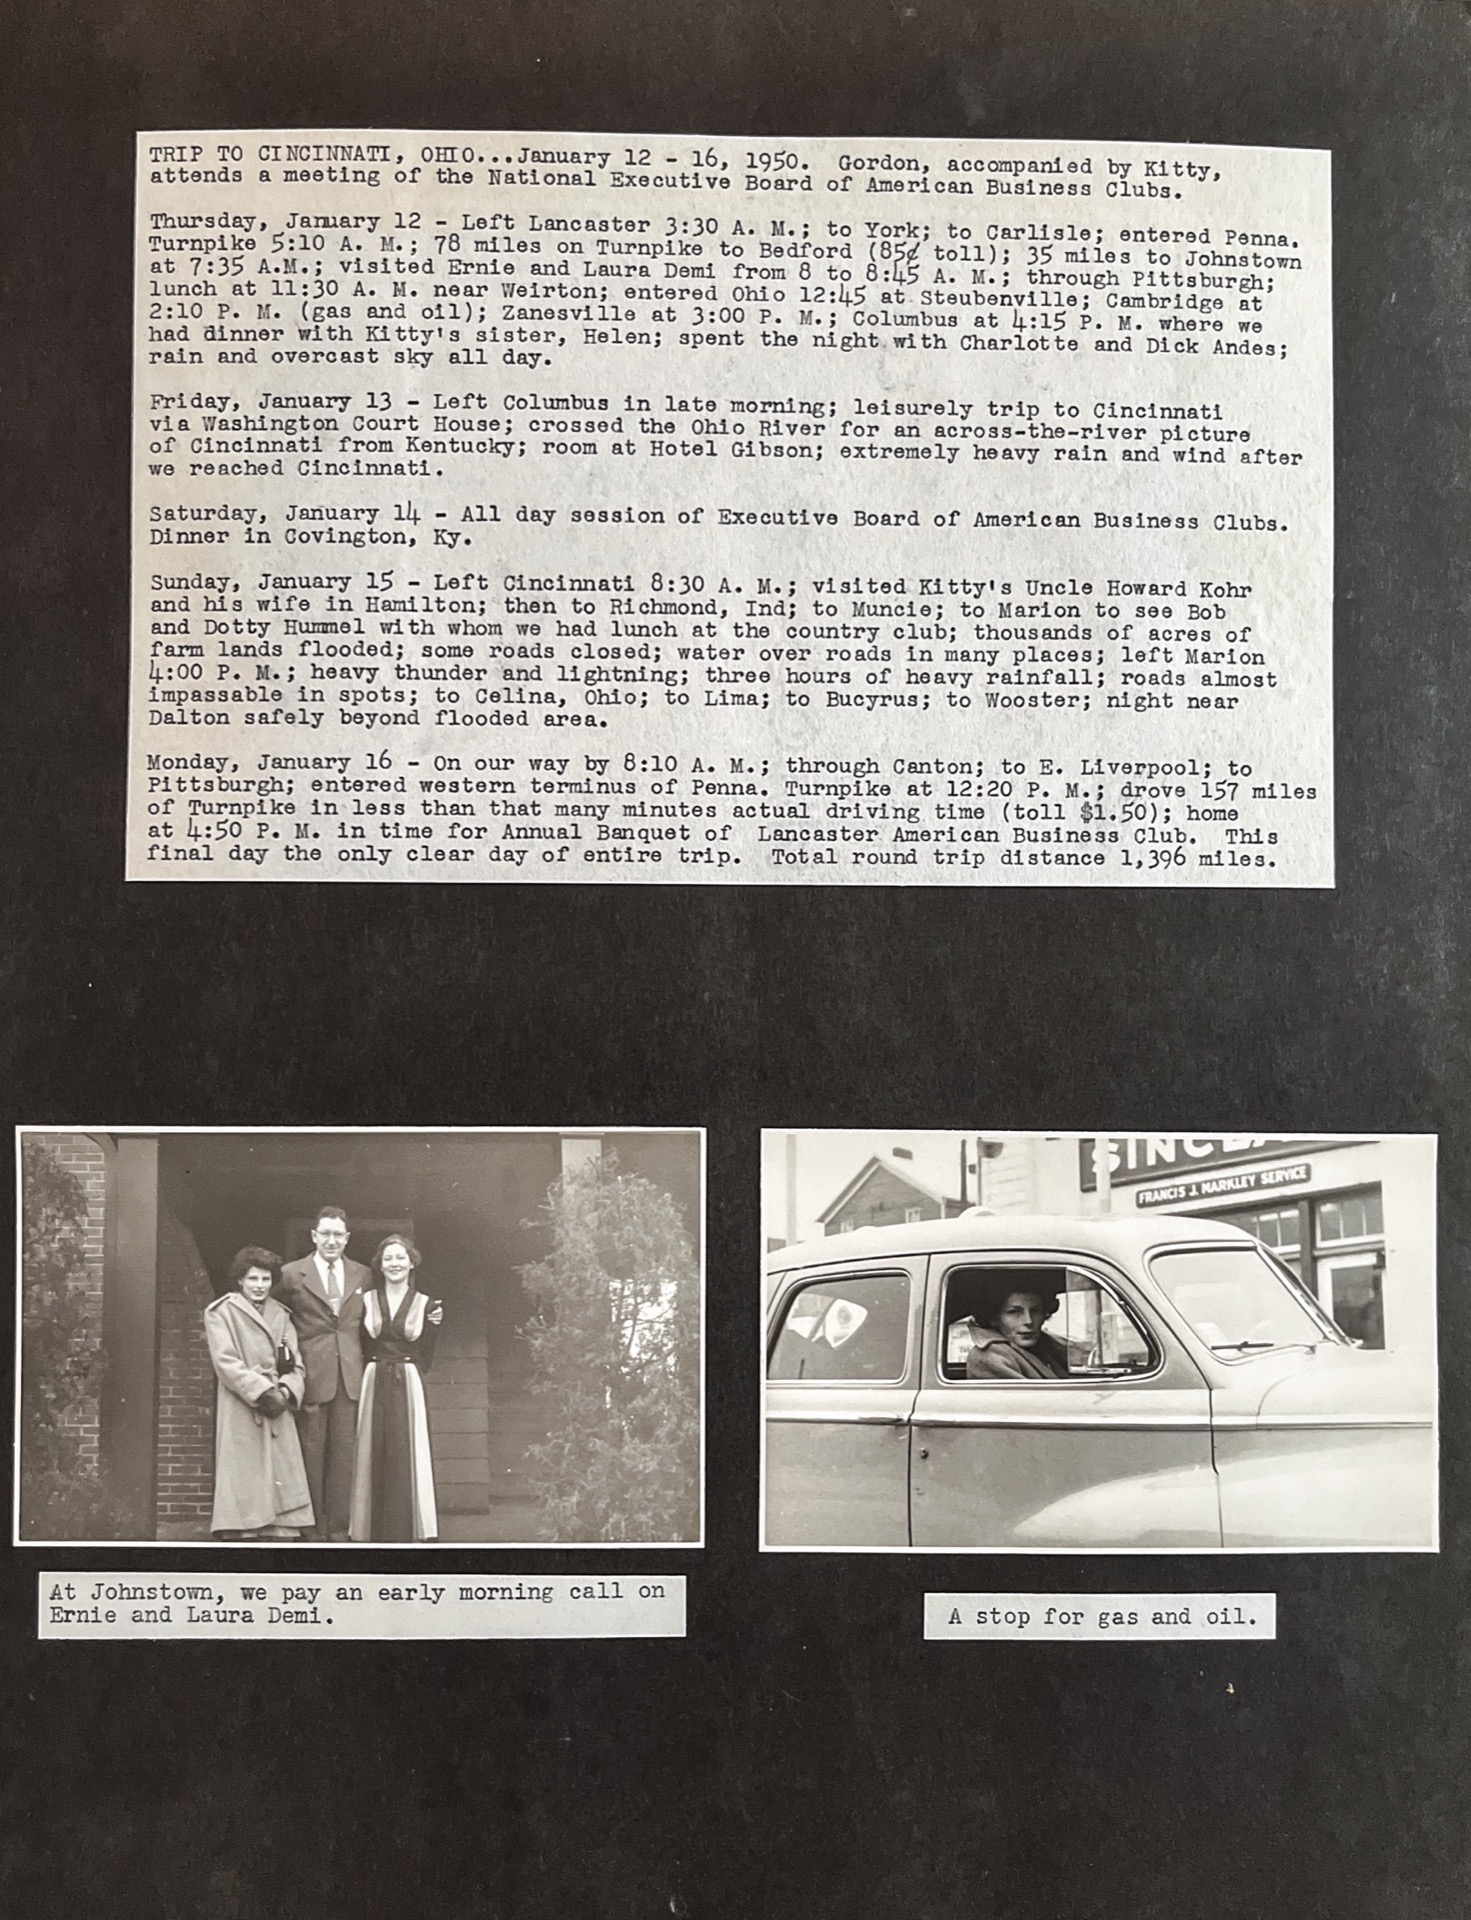 TRIP TO CINCINNATI, OHIO...January 12 - 16, 1950. Gordon, accompanied by Kitty,
attends a meeting of the National Executive Board of American Business Clubs.
Thursday, January 12 - Left Lancaster 3:30 A. M.; to York; to Carlisle; entered Penna.
Turnpike 5:10 A. M.; 78 miles on Turnpike to Bedford (85¢ toll); 35 miles to Johnstown
at 7:35 A.M.; visited Ernie and Laura Demi from 8 to 8:45 A. M.; through Pittsburgh;
lunch at 11:30 A. M. near Weirton; entered Ohio 12:45 at Steubenville; Cambridge at
2:10 P. M. (gas and oil); Zanesville at 3:00 P. M.; Columbus at 4:15 P. M. where we
had dinner with Kitty's sister, Helen; spent the night with Charlotte and Dick Andes;
rain and overcast sky all day.
Friday, January 13 - Left Columbus in late morning; leisurely trip to Cincinnati
via Washington Court House; crossed the Ohio River for an across-the-river picture
of Cincinnati from Kentucky; room at Hotel Gibson; extremely heavy rain and wind after
we reached Cincinnati.
Saturday, January 14 - All day session of Executive Board of American Business Clubs.
Dinner in Covington, Ky.
Sunday, January 15 - Left Cincinnati 8:30 A. M.; visited Kitty's Uncle Howard Kohr
and his wife in Hamilton; then to Richmond, Ind; to Muncie; to Marion to see Bob
and Dotty Hummel with whom we had lunch at the country club; thousands of acres of
farm lands flooded; some roads closed; water over roads in many places; left Marion
4:00 P. M.; heavy thunder and lightning; three hours of heavy rainfall; roads almost
impassable in spots; to Celina, Ohio; to Lima; to Bucyrus; to Wooster; night near
Dalton safely beyond flooded area.
Monday, January 16 - On our way by 8:10 A. M.; through Canton; to E. Liverpool; to
Pittsburgh; entered western terminus of Penna. Turnpike at 12:20 P. M.; drove 157 miles
of Turnpike in less than that many minutes actual driving time (toll $1.50); home
at 4:50 P. M. in time for Annual Banquet of Lancaster American Business Club. This
final day the only clear day of entire trip. Total round trip distance 1,396 miles.
SINCLA
FRANCIS J. MARKLEY SERVICE
At Johnstown, we pay an early morning call on
Ernie and Laura Demi.
A stop for gas and oil.